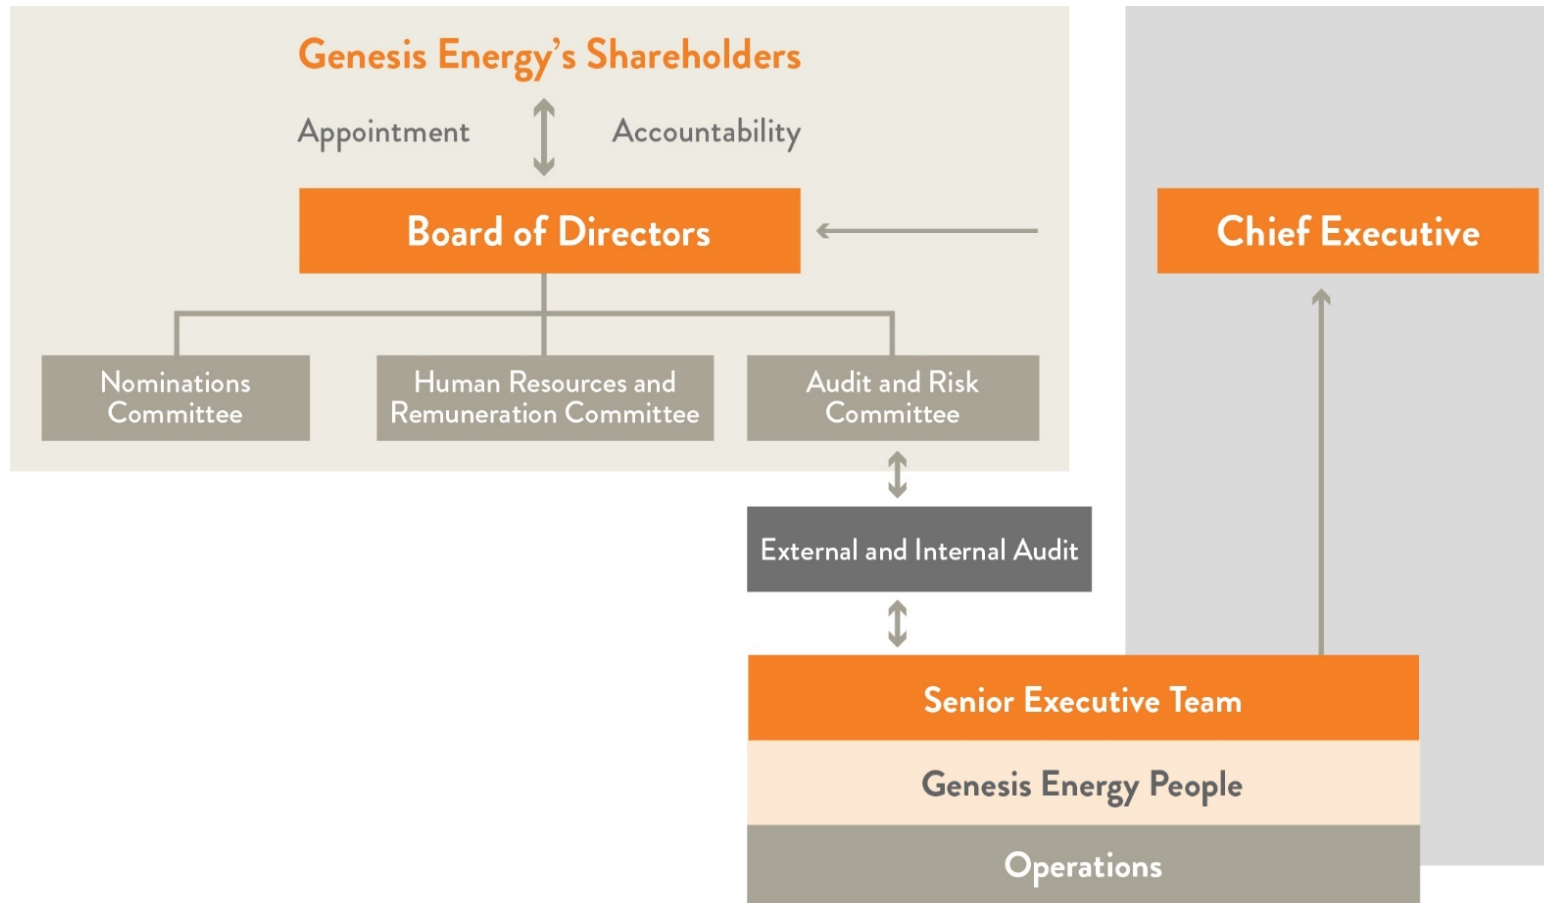 Genesis Energy’s Shareholders
Appointment
Accountability
Board of Directors
Chief Executive
Nominations
Committee
Human Resources and
Remuneration Committee
Audit and Risk
Committee
External and Internal Audit
Senior Executive Team
Genesis Energy People
Operations